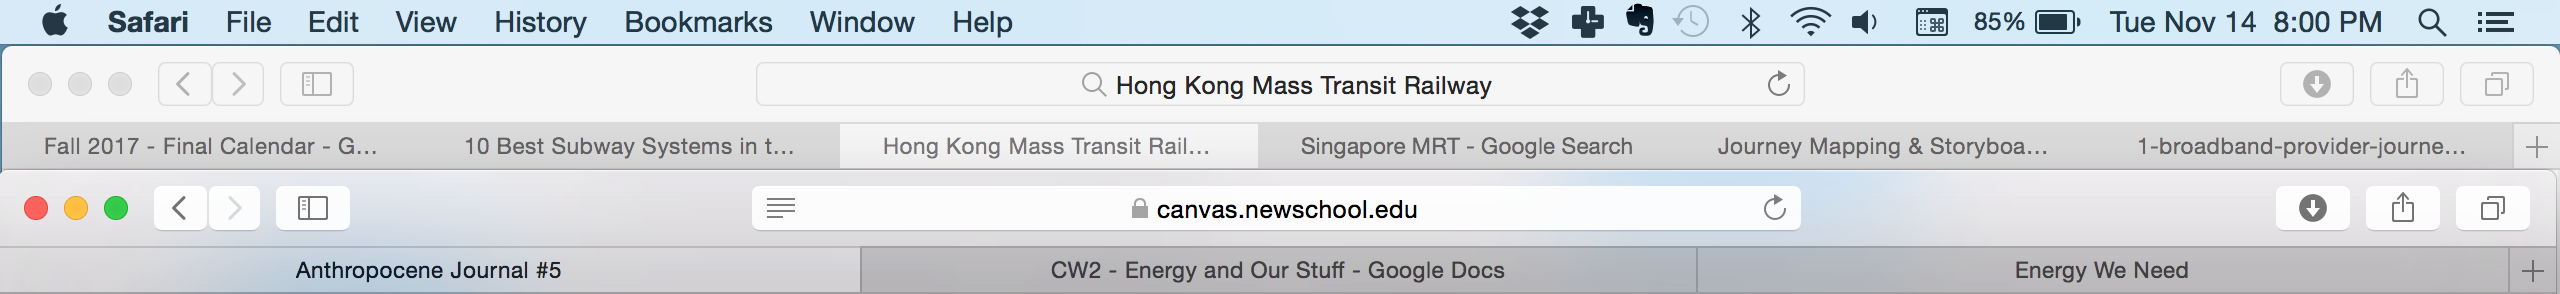 Safari File Edit View History Bookmarks Window Help 85% Tue Nov 14 8:00 PM
Hong Kong Mass Transit Railway
Fall 2017 - Final Calendar - G... 10 Best Subway Systems in t... Hong Kong Mass Transit Rail... Singapore MRT - Google Search Journey Mapping & Storyboa... 1-broadband-provider-journe...
canvas.newschool.edu
Anthropocene Journal #5 CW2 - Energy and Our Stuff - Google Docs Energy We Need